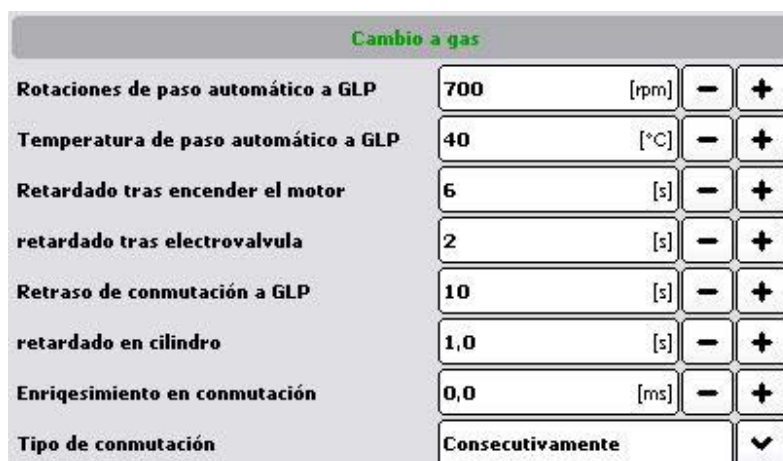 Cambio a gas
Rotaciones de paso automático a GLP 700 [rpm] − +
Temperatura de paso automático a GLP 40 [°C] − +
Retardado tras encender el motor 6 [s] − +
retardado tras electrovalvula 2 [s] − +
Retraso de conmutación a GLP 10 [s] − +
retardado en cilindro 1,0 [s] − +
Enriqesimiento en conmutación 0,0 [ms] − +
Tipo de conmutación Consecutivamente